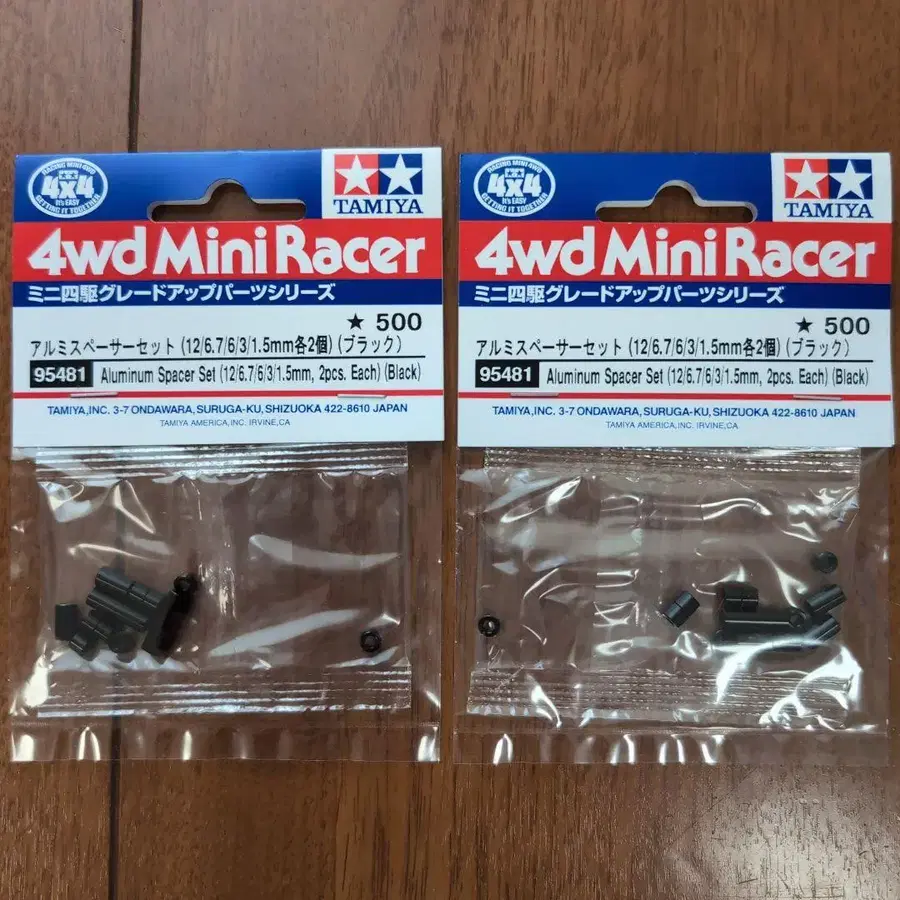 RACING MINI 4WD
4x4
It's EASY
GETTING IT TOGETHER
TAMIYA
4wd Mini Racer
ミニ四駆グレードアップパーツシリーズ
★ 500
アルミスペーサーセット (12/6.7/6/3/1.5mm各2個) (ブラック)
95481 Aluminum Spacer Set (12/6.7/6/3/1.5mm, 2pcs. Each) (Black)
TAMIYA,INC. 3-7 ONDAWARA, SURUGA-KU, SHIZUOKA 422-8610 JAPAN
TAMIYA AMERICA,INC. IRVINE,CA
RACING MINI 4WD
4x4
It's EASY
GETTING IT TOGETHER
TAMIYA
4wd Mini Racer
ミニ四駆グレードアップパーツシリーズ
★ 500
アルミスペーサーセット (12/6.7/6/3/1.5mm各2個) (ブラック)
95481 Aluminum Spacer Set (12/6.7/6/3/1.5mm, 2pcs. Each) (Black)
TAMIYA,INC. 3-7 ONDAWARA, SURUGA-KU, SHIZUOKA 422-8610 JAPAN
TAMIYA AMERICA,INC. IRVINE,CA